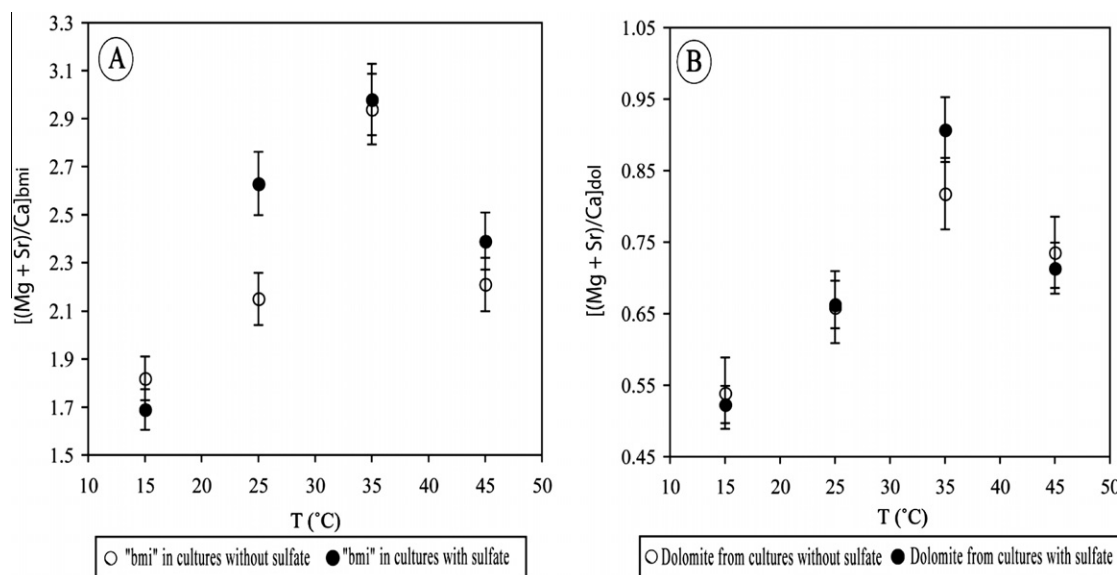 A
[(Mg + Sr)/Ca]bmi
3.3
3.1
2.9
2.7
2.5
2.3
2.1
1.9
1.7
1.5
10 15 20 25 30 35 40 45 50
T (°C)
"bmi" in cultures without sulfate "bmi" in cultures with sulfate
B
[(Mg + Sr)/Ca]dol
1.05
0.95
0.85
0.75
0.65
0.55
0.45
10 15 20 25 30 35 40 45 50
T (°C)
Dolomite from cultures without sulfate Dolomite from cultures with sulfate